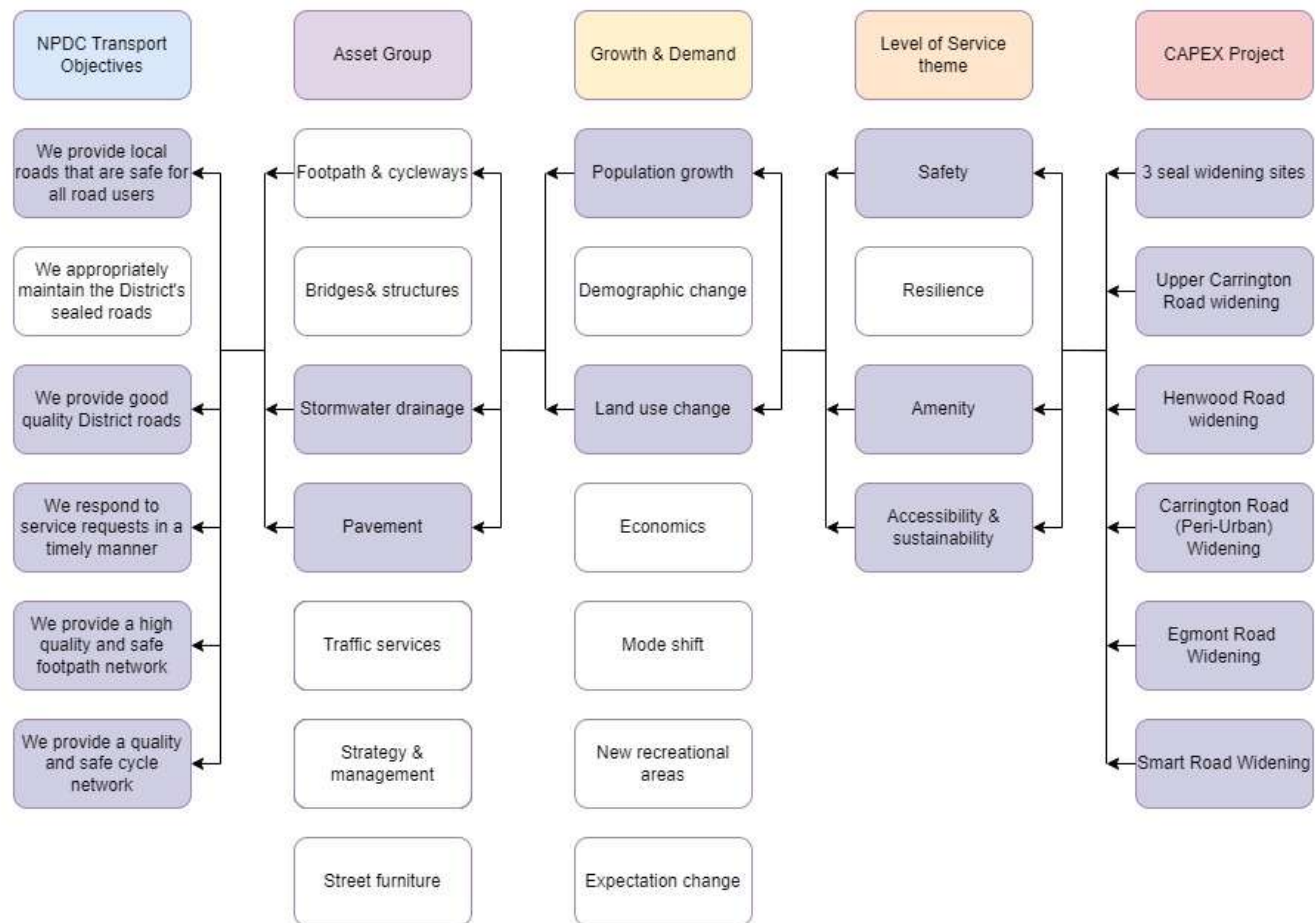 NPDC Transport
Objectives
Asset Group
Growth & Demand
Level of Service
theme
CAPEX Project
We provide local
roads that are safe for
all road users
Footpath & cycleways
Population growth
Safety
3 seal widening sites
We appropriately
maintain the District's
sealed roads
Bridges& structures
Demographic change
Resilience
Upper Carrington
Road widening
We provide good
quality District roads
Stormwater drainage
Land use change
Amenity
Henwood Road
widening
We respond to
service requests in a
timely manner
Pavement
Economics
Accessibility &
sustainability
Carrington Road
(Peri-Urban)
Widening
We provide a high
quality and safe
footpath network
Traffic services
Mode shift
Egmont Road
Widening
We provide a quality
and safe cycle
network
Strategy &
management
New recreational
areas
Smart Road Widening
Street furniture
Expectation change